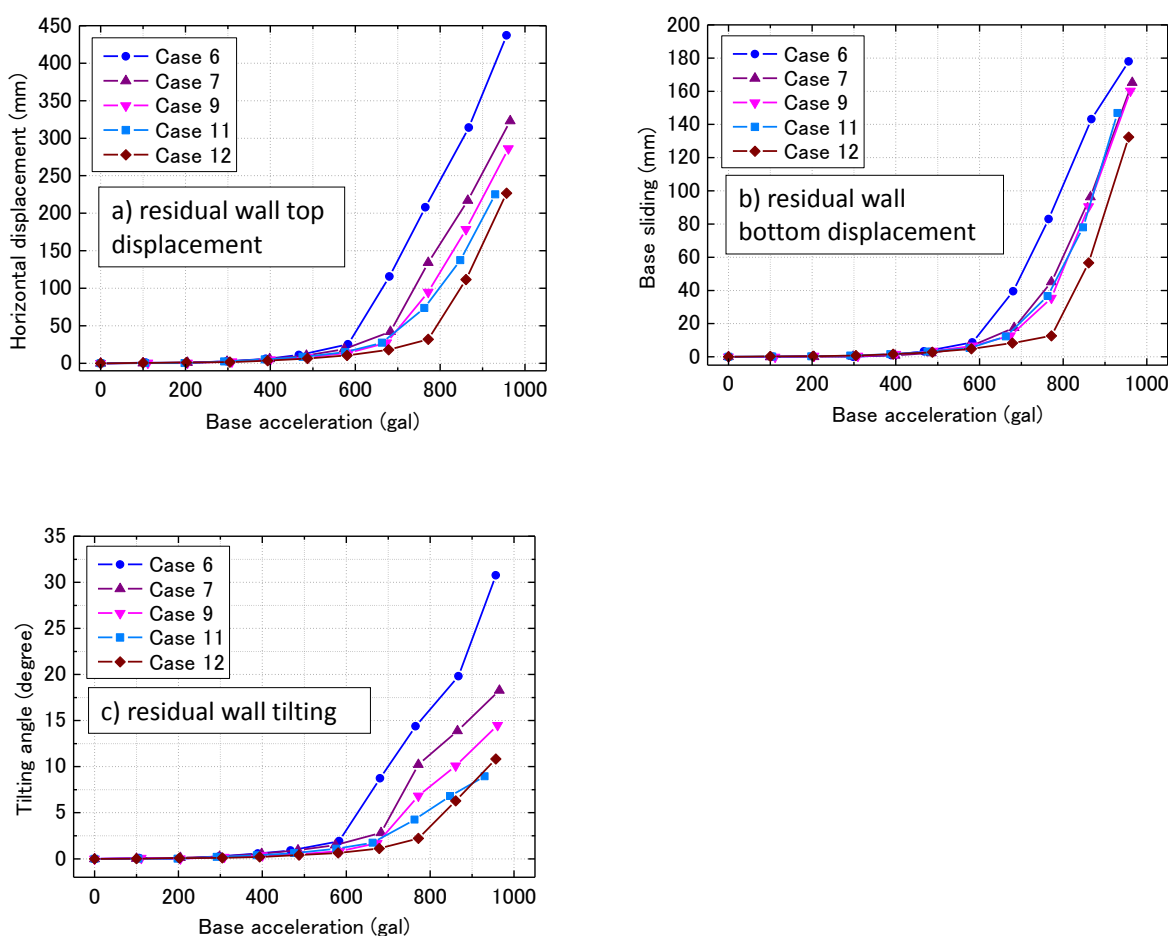 450
400
350
300
250
200
150
100
50
0
Horizontal displacement (mm)
Case 6
Case 7
Case 9
Case 11
Case 12
a) residual wall top
displacement
0 200 400 600 800 1000
Base acceleration (gal)
200
180
160
140
120
100
80
60
40
20
0
Base sliding (mm)
Case 6
Case 7
Case 9
Case 11
Case 12
b) residual wall
bottom displacement
0 200 400 600 800 1000
Base acceleration (gal)
35
30
25
20
15
10
5
0
Tilting angle (degree)
Case 6
Case 7
Case 9
Case 11
Case 12
c) residual wall tilting
0 200 400 600 800 1000
Base acceleration (gal)